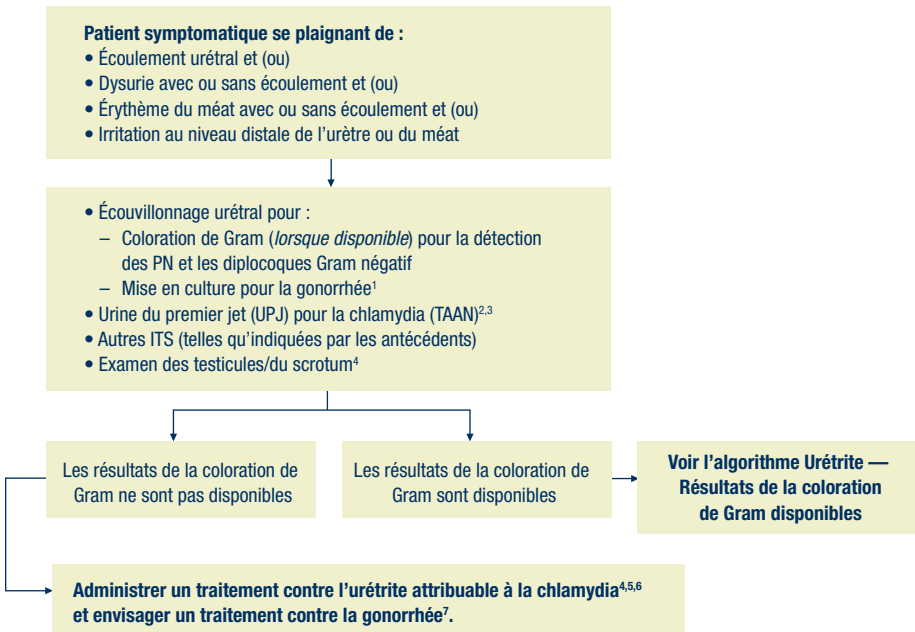 Patient symptomatique se plaignant de :
• Écoulement urétral et (ou)
• Dysurie avec ou sans écoulement et (ou)
• Érythème du méat avec ou sans écoulement et (ou)
• Irritation au niveau distale de l’urètre ou du méat
• Écouvillonnage urétral pour :
– Coloration de Gram (lorsque disponible) pour la détection
des PN et les diplocoques Gram négatif
– Mise en culture pour la gonorrhée¹
• Urine du premier jet (UPJ) pour la chlamydia (TAAN)²,³
• Autres ITS (telles qu’indiquées par les antécédents)
• Examen des testicules/du scrotum⁴
Les résultats de la coloration de
Gram ne sont pas disponibles
Les résultats de la coloration de
Gram sont disponibles
Voir l’algorithme Urétrite —
Résultats de la coloration
de Gram disponibles
Administrer un traitement contre l’urétrite attribuable à la chlamydia⁴,⁵,⁶
et envisager un traitement contre la gonorrhée⁷.